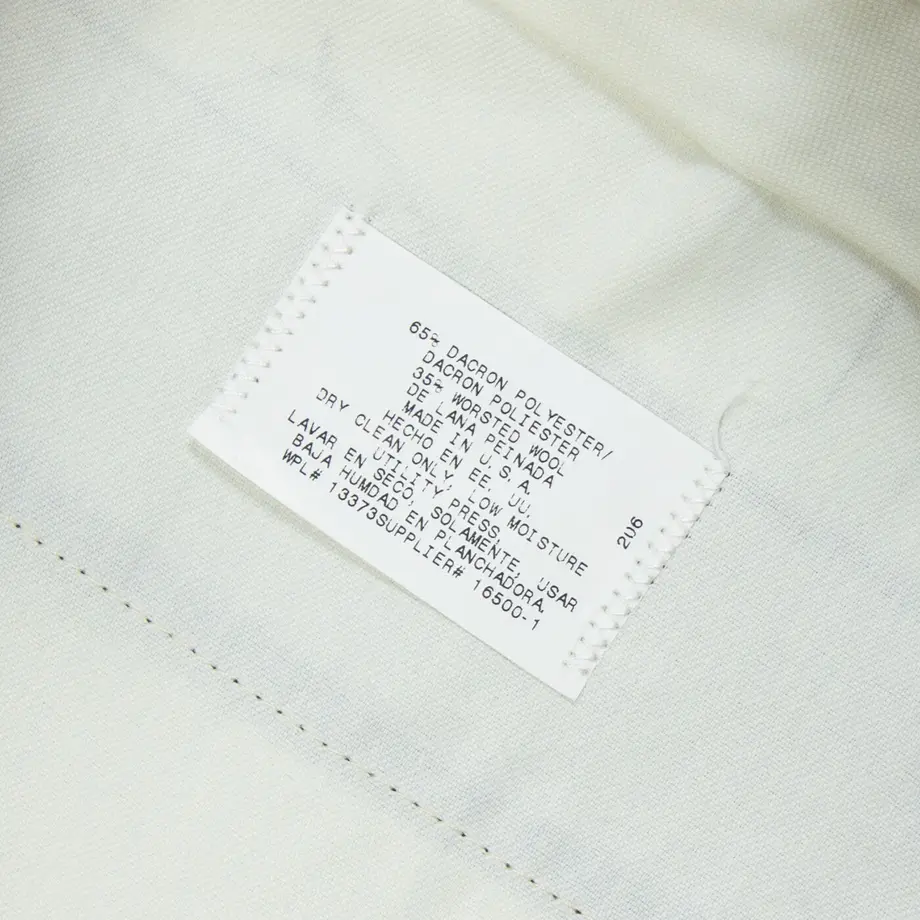 65% DACRON POLYESTER/
DACRON POLIESTER
35% WORSTED WOOL
DE LANA PEINADA
MADE IN U.S.A.
HECHO EN EE. UU.
DRY CLEAN ONLY, LOW MOISTURE
UTILITY PRESS,
LAVAR EN SECO, SOLAMENTE, USAR
BAJA HUMDAD EN PLANCHADORA,
WPL# 13373SUPPLIER# 16500-1
2U6